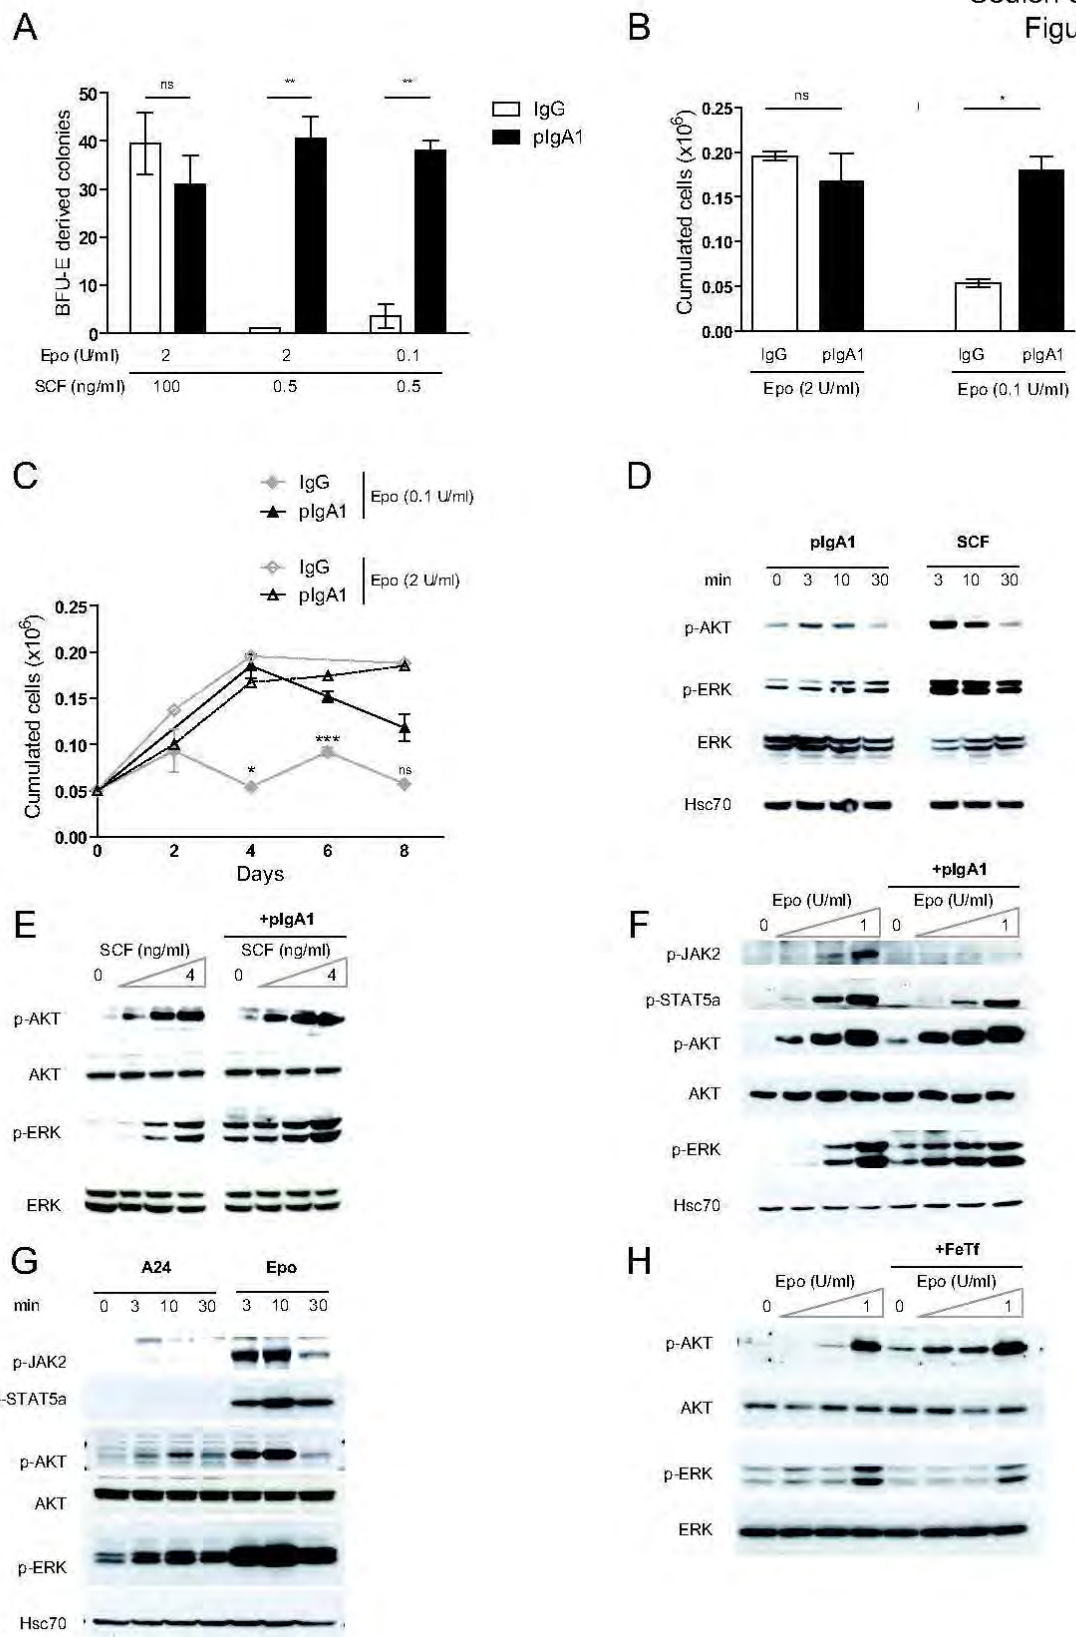 Figu
A
B
ns
**
**
50
40
30
20
10
0
BFU-E derived colonies
IgG
pIgA1
Epo (U/ml) 2 2 0.1
SCF (ng/ml) 100 0.5 0.5
ns
*
0.25
0.20
0.15
0.10
0.05
0.00
Cumulated cells (x10⁶)
IgG pIgA1 IgG pIgA1
Epo (2 U/ml) Epo (0.1 U/ml)
C
IgG
pIgA1
Epo (0.1 U/ml)
IgG
pIgA1
Epo (2 U/ml)
0.25
0.20
0.15
0.10
0.05
0.00
Cumulated cells (x10⁶)
*
***
ns
0 2 4 6 8
Days
D
pIgA1 SCF
min 0 3 10 30 3 10 30
p-AKT
p-ERK
ERK
Hsc70
E
+pIgA1
SCF (ng/ml) SCF (ng/ml)
0 4 0 4
p-AKT
AKT
p-ERK
ERK
F
+pIgA1
Epo (U/ml) Epo (U/ml)
0 1 0 1
p-JAK2
p-STAT5a
p-AKT
AKT
p-ERK
Hsc70
G
A24 Epo
min 0 3 10 30 3 10 30
p-JAK2
-STAT5a
p-AKT
AKT
p-ERK
Hsc70
H
+FeTf
Epo (U/ml) Epo (U/ml)
0 1 0 1
p-AKT
AKT
p-ERK
ERK